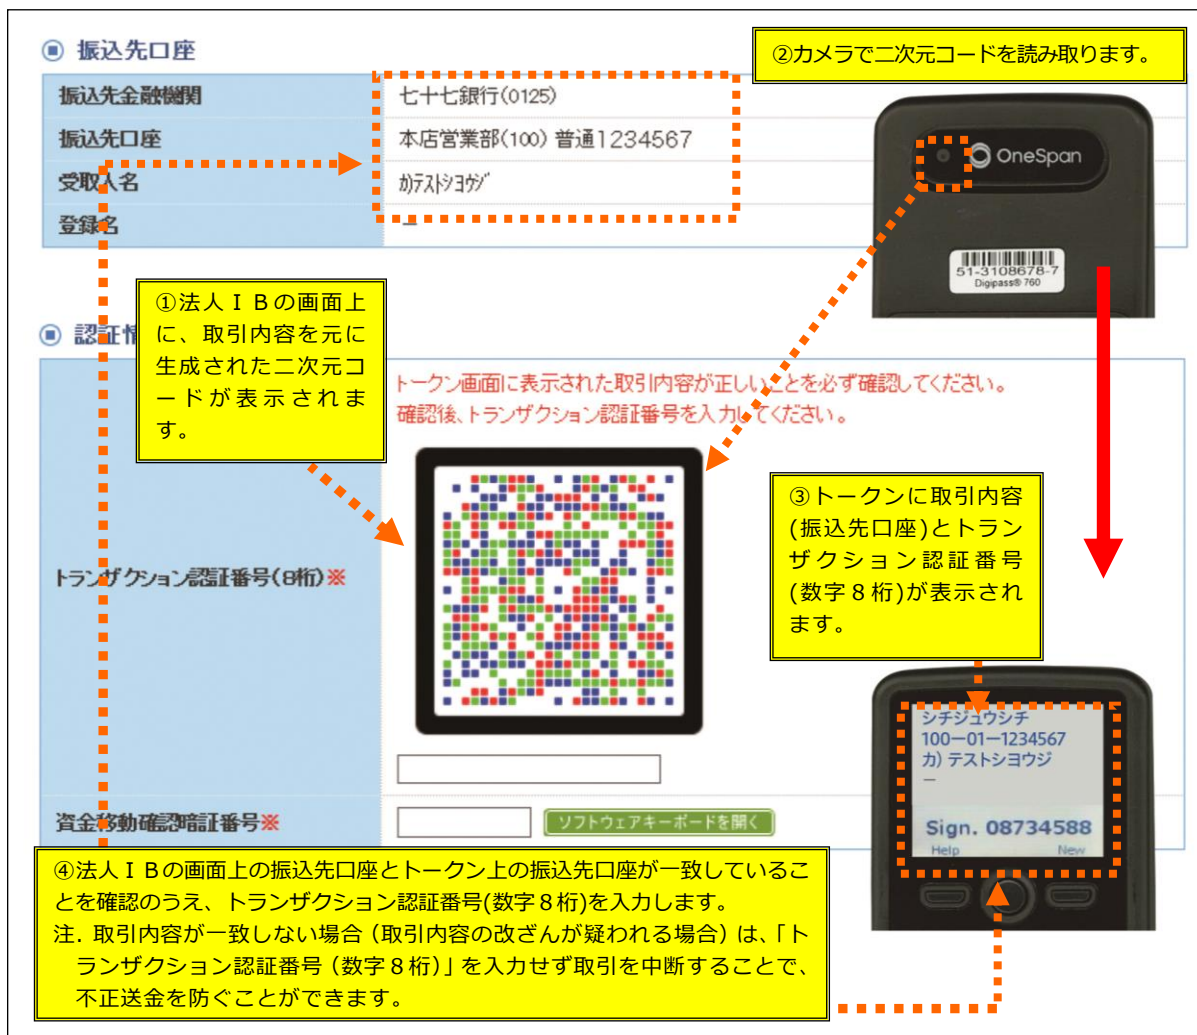 振込先口座
②カメラで二次元コードを読み取ります。
振込先金融機関
七十七銀行(0125)
振込先口座
本店営業部(100) 普通1234567
受取人名
ｶ)ﾃｽﾄｼﾖｳｼﾞ
登録名
－
OneSpan
51-3108678-7
Digipass® 760
①法人ＩＢの画面上
に、取引内容を元に
生成された二次元コ
ードが表示されま
す。
認証情
トークン画面に表示された取引内容が正しいことを必ず確認してください。
確認後、トランザクション認証番号を入力してください。
トランザクション認証番号(8桁)※
③トークンに取引内容
(振込先口座)とトラン
ザクション認証番号
(数字８桁)が表示され
ます。
シチジュウシチ
100ー01ー1234567
カ) テストシヨウジ
ー
Sign. 08734588
Help New
資金移動確認暗証番号※
ソフトウェアキーボードを開く
④法人ＩＢの画面上の振込先口座とトークン上の振込先口座が一致しているこ
とを確認のうえ、トランザクション認証番号(数字８桁)を入力します。
注. 取引内容が一致しない場合（取引内容の改ざんが疑われる場合）は、「ト
ランザクション認証番号（数字８桁）」を入力せず取引を中断することで、
不正送金を防ぐことができます。